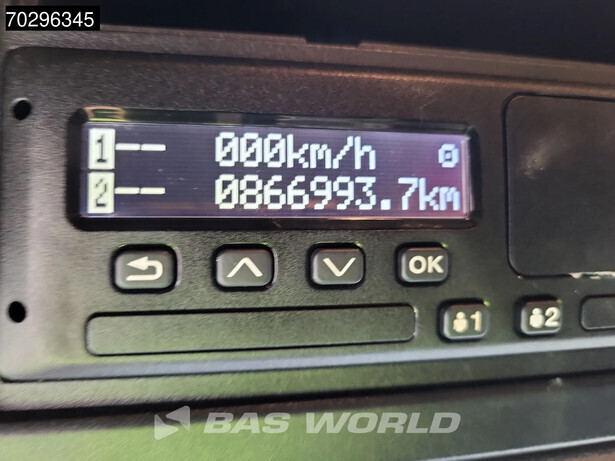 70296345
1-- 000km/h
2-- 0866993.7km
OK
1
2
BAS WORLD